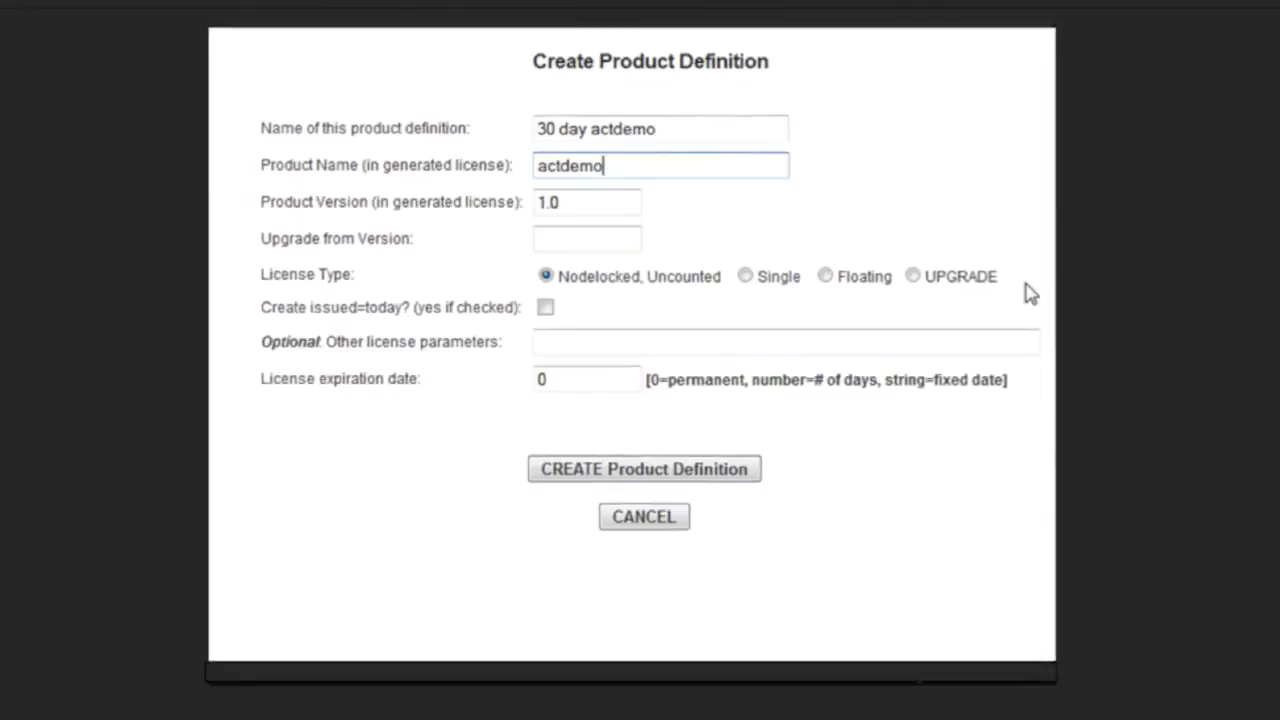 Create Product Definition
Name of this product definition: 30 day actdemo
Product Name (in generated license): actdemo
Product Version (in generated license): 1.0
Upgrade from Version:
License Type: Nodelocked, Uncounted Single Floating UPGRADE
Create issued=today? (yes if checked):
Optional: Other license parameters:
License expiration date: 0 [0=permanent, number=# of days, string=fixed date]
CREATE Product Definition
CANCEL